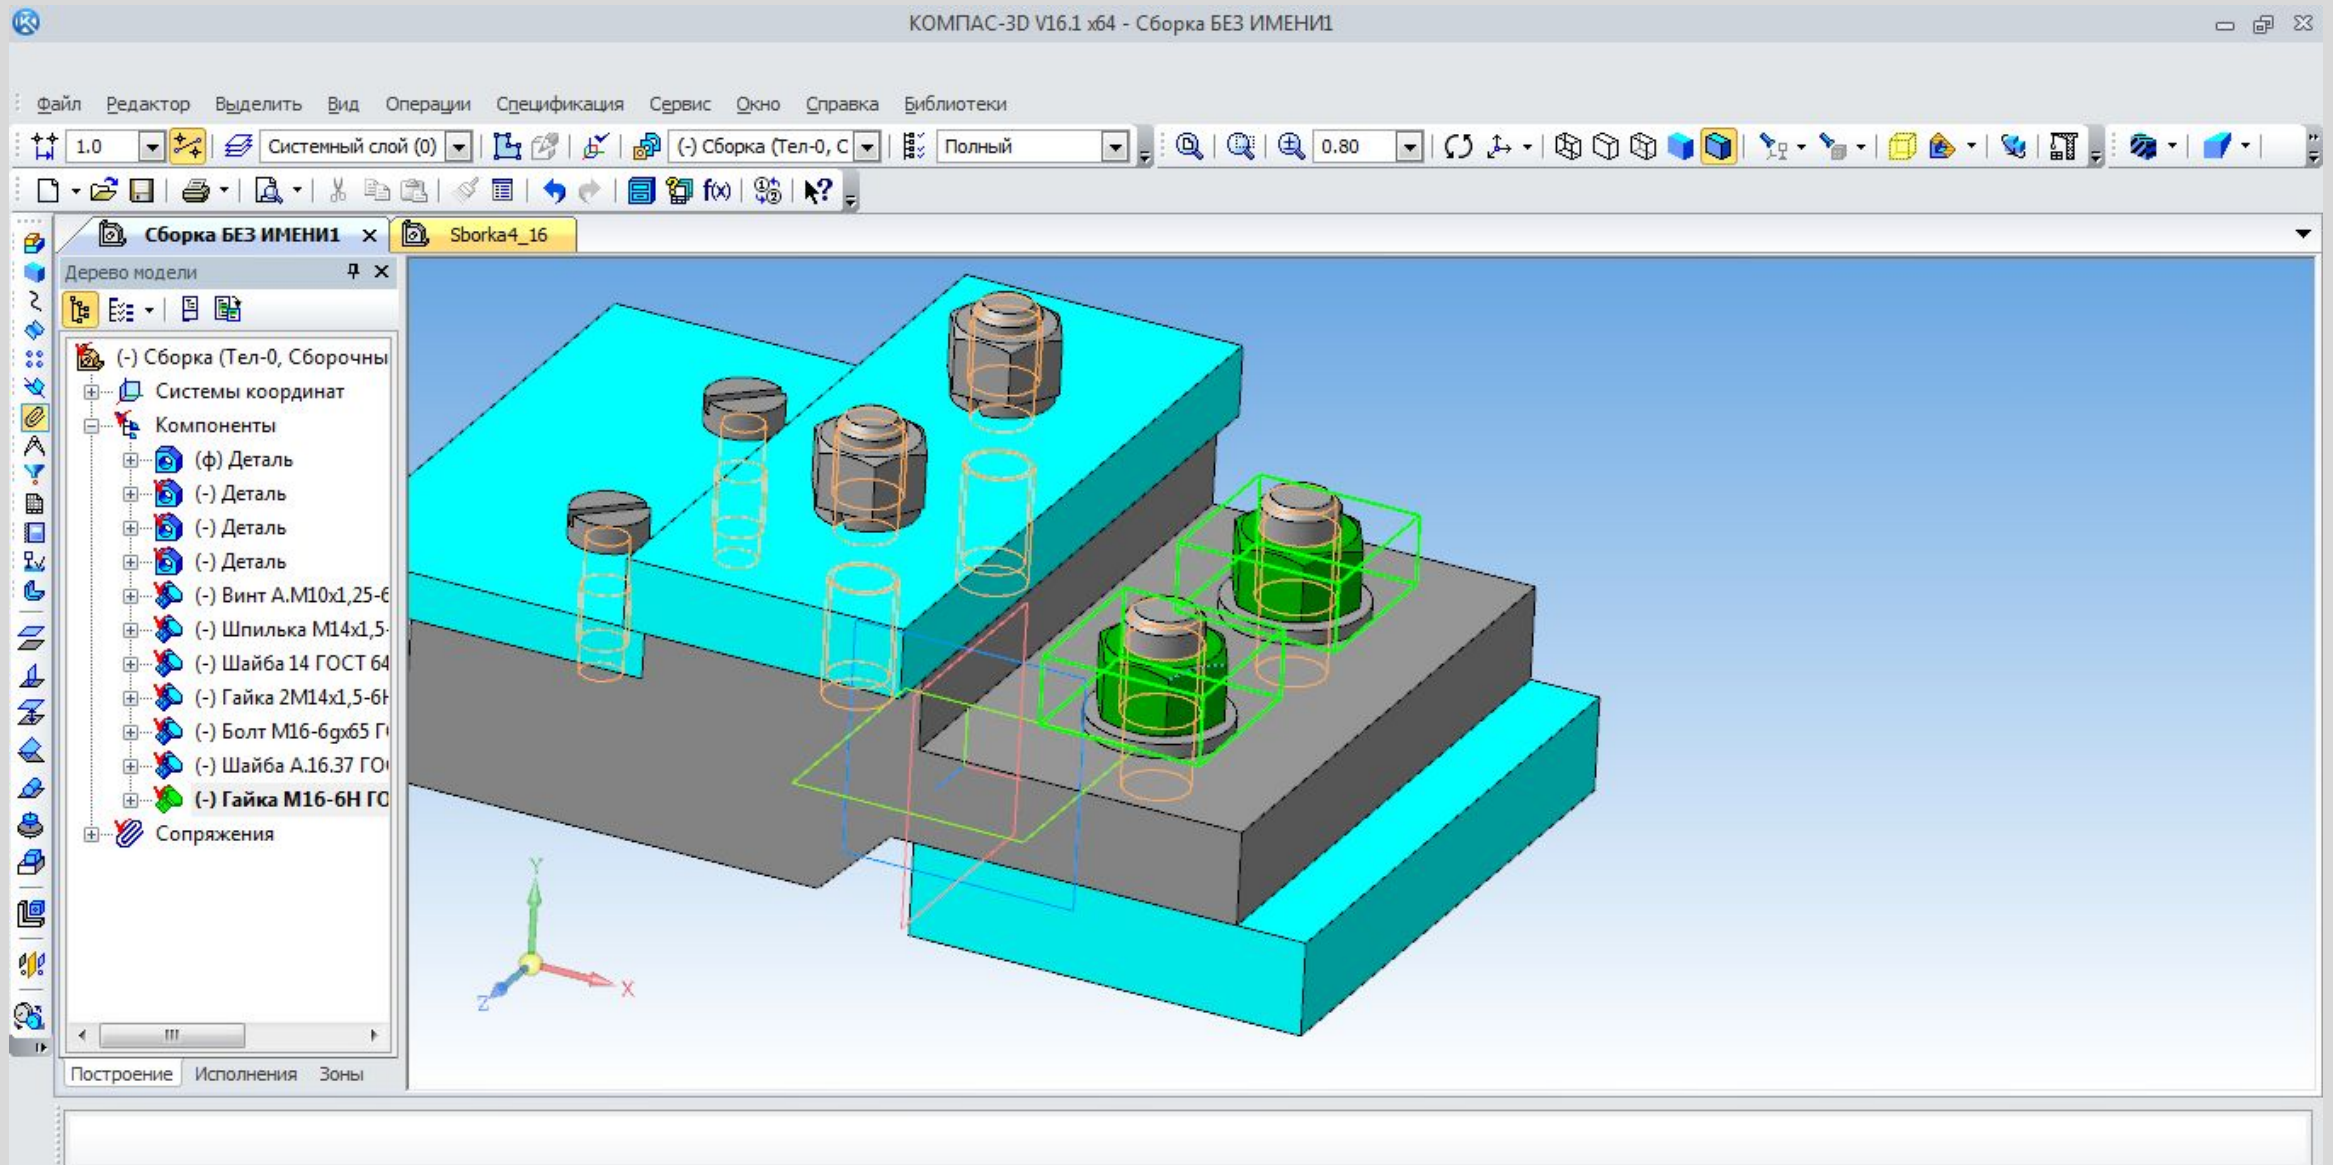 КОМПАС-3D V16.1 x64 - Сборка БЕЗ ИМЕНИ1
Файл Редактор Выделить Вид Операции Спецификация Сервис Окно Справка Библиотеки
1.0 Системный слой (0) (-) Сборка (Тел-0, С Полный 0.80
f(x)
Сборка БЕЗ ИМЕНИ1 Sborka4_16
Дерево модели
(-) Сборка (Тел-0, Сборочны
Системы координат
Компоненты
(ф) Деталь
(-) Деталь
(-) Деталь
(-) Деталь
(-) Винт А.М10х1,25-6
(-) Шпилька М14х1,5-
(-) Шайба 14 ГОСТ 64
(-) Гайка 2М14х1,5-6Н
(-) Болт М16-6gх65 Г
(-) Шайба А.16.37 ГО
(-) Гайка М16-6Н ГО
Сопряжения
Y
X
Z
Построение Исполнения Зоны